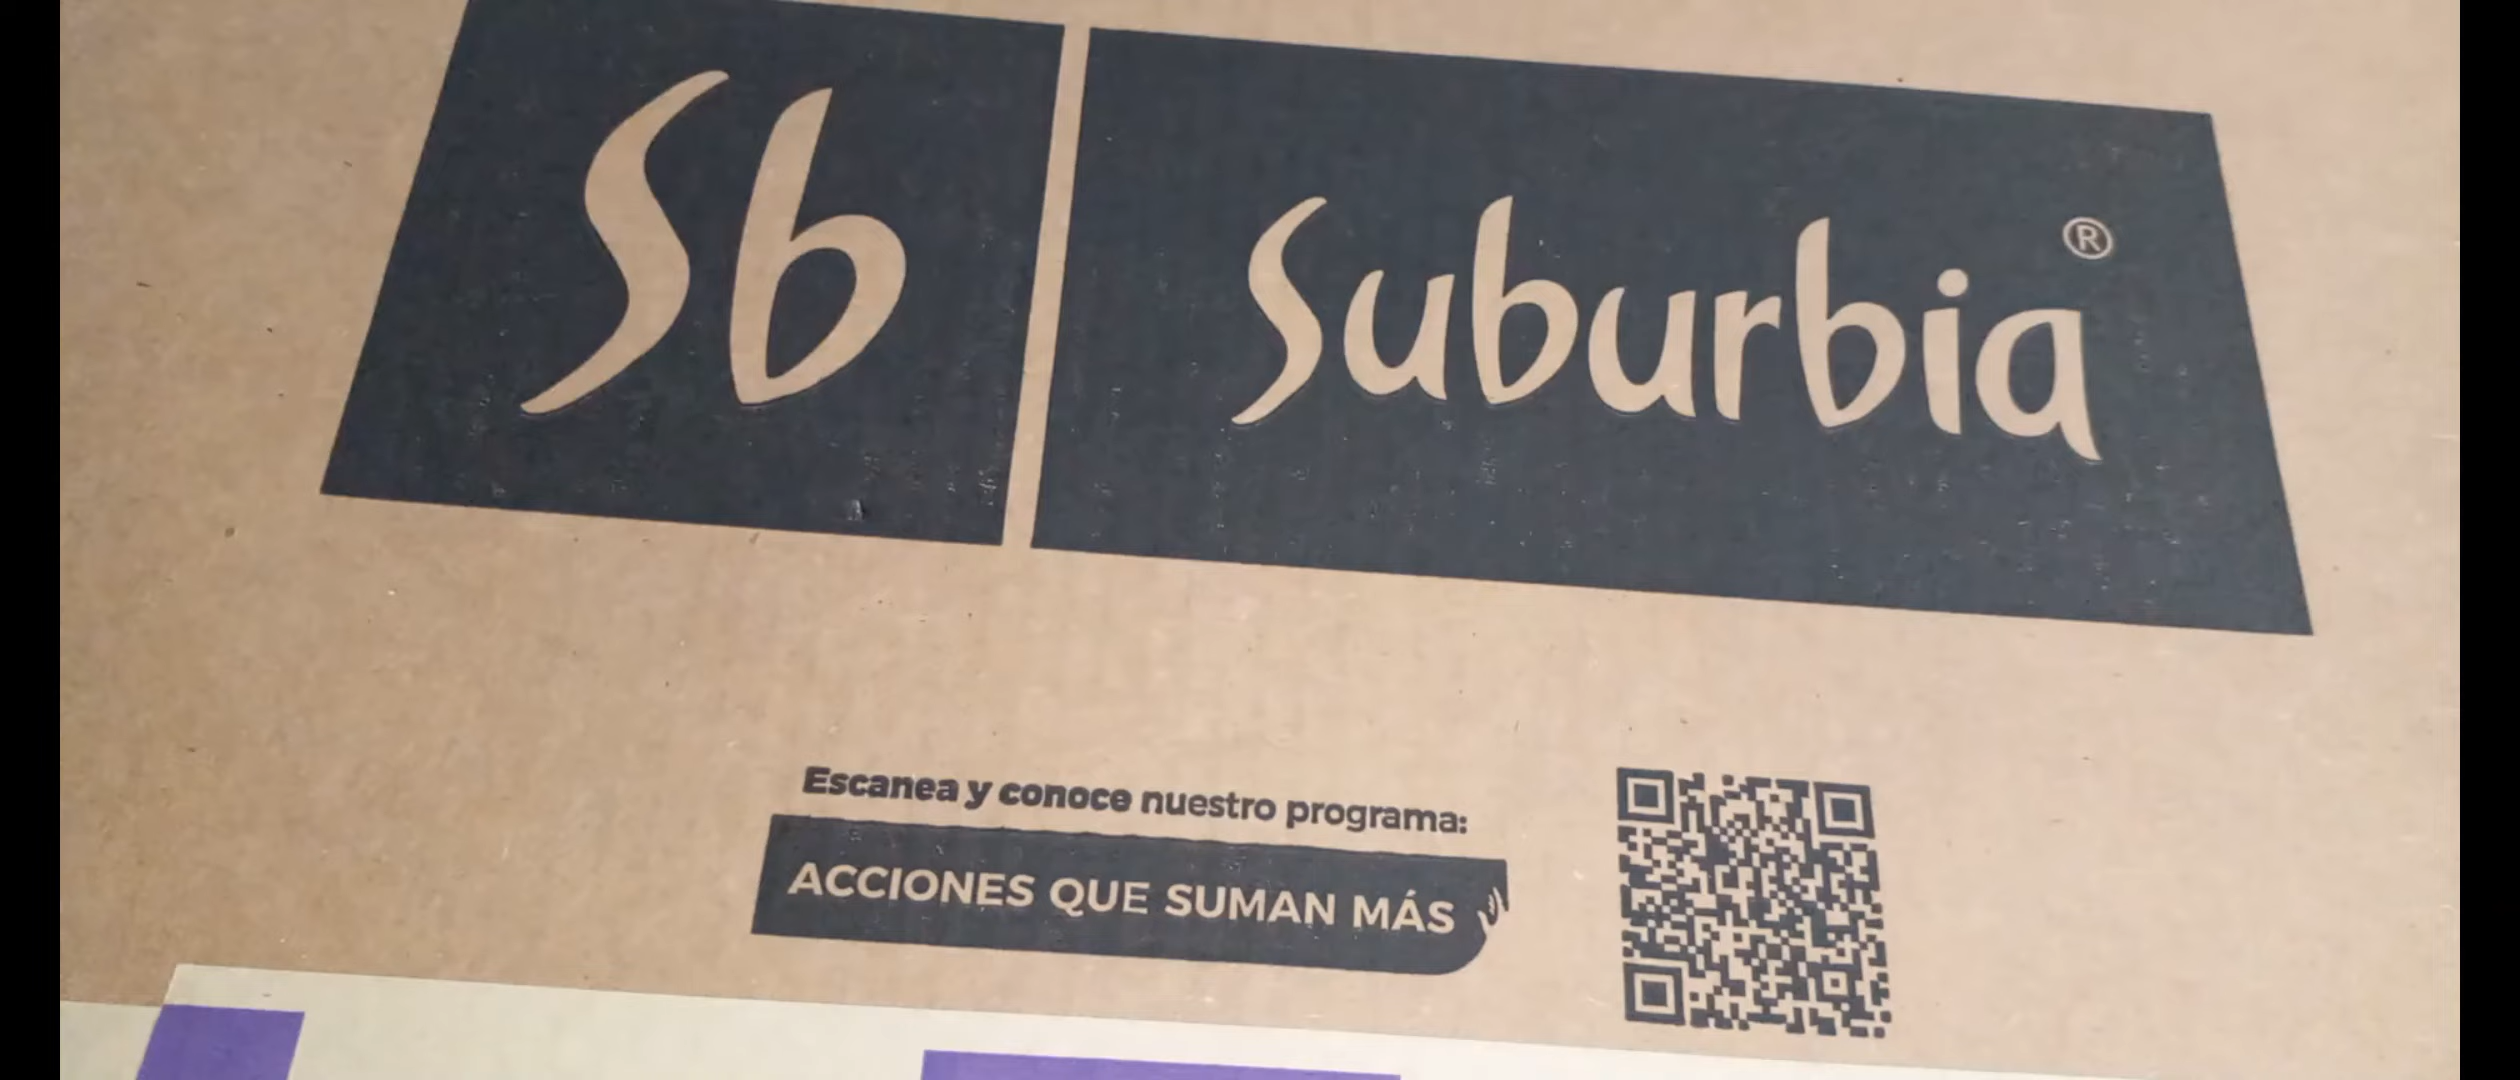 Sb
Suburbia®
Escanea y conoce nuestro programa:
ACCIONES QUE SUMAN MÁS